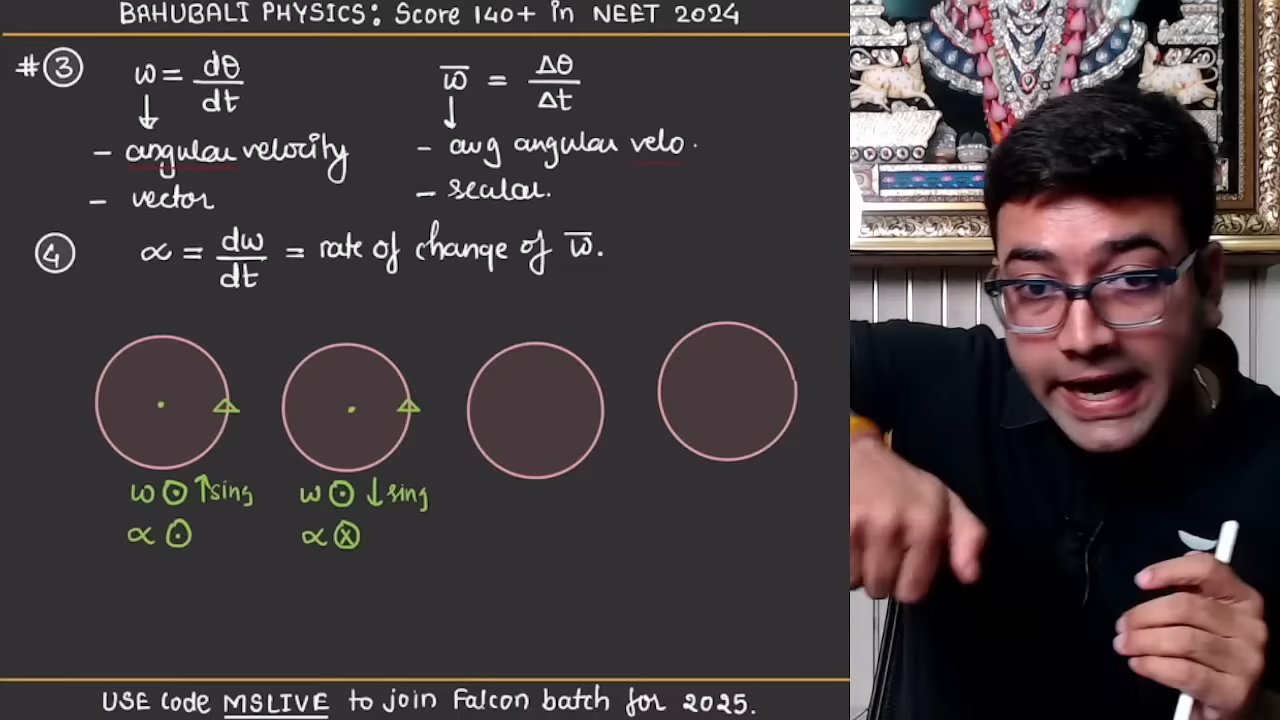 BAHUBALI PHYSICS: Score 140+ in NEET 2024
#③ ω = dθ/dt
ω̅ = Δθ/Δt
- angular velocity
- avg angular velo.
- vector
- scalar.
④ α = dω/dt = rate of change of ω̅.
ω ⊙ ↑sing
ω ⊙ ↓sing
α ⊙
α ⊗
USE Code MSLIVE to join Falcon batch for 2025.